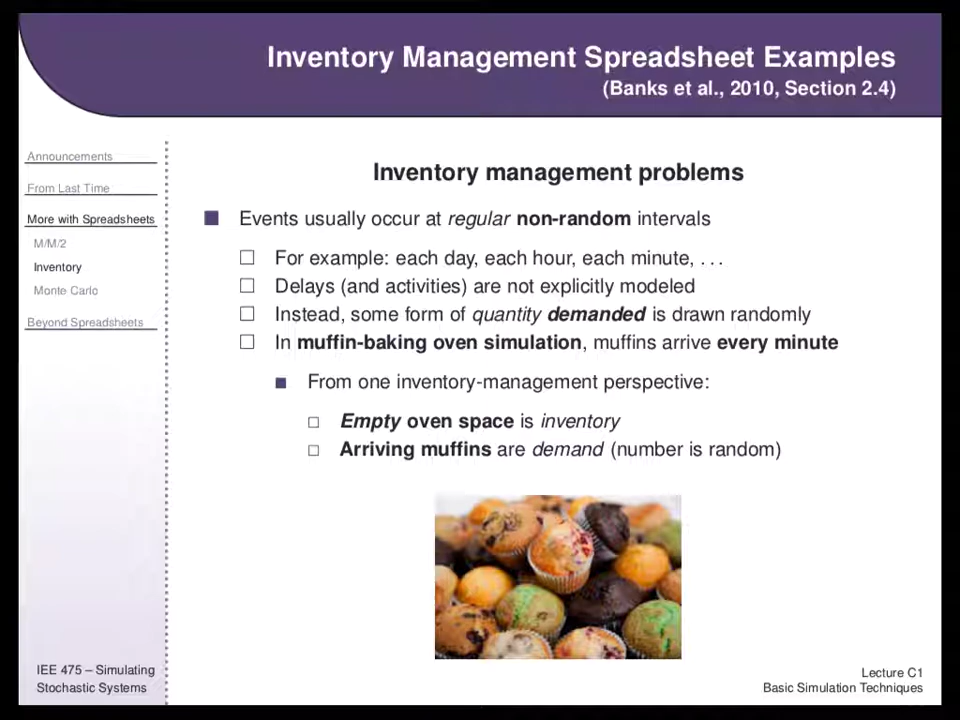 Inventory Management Spreadsheet Examples
(Banks et al., 2010, Section 2.4)
Announcements
From Last Time
More with Spreadsheets
M/M/2
Inventory
Monte Carlo
Beyond Spreadsheets
Inventory management problems
Events usually occur at regular non-random intervals
For example: each day, each hour, each minute, . . .
Delays (and activities) are not explicitly modeled
Instead, some form of quantity demanded is drawn randomly
In muffin-baking oven simulation, muffins arrive every minute
From one inventory-management perspective:
Empty oven space is inventory
Arriving muffins are demand (number is random)
IEE 475 – Simulating
Stochastic Systems
Lecture C1
Basic Simulation Techniques